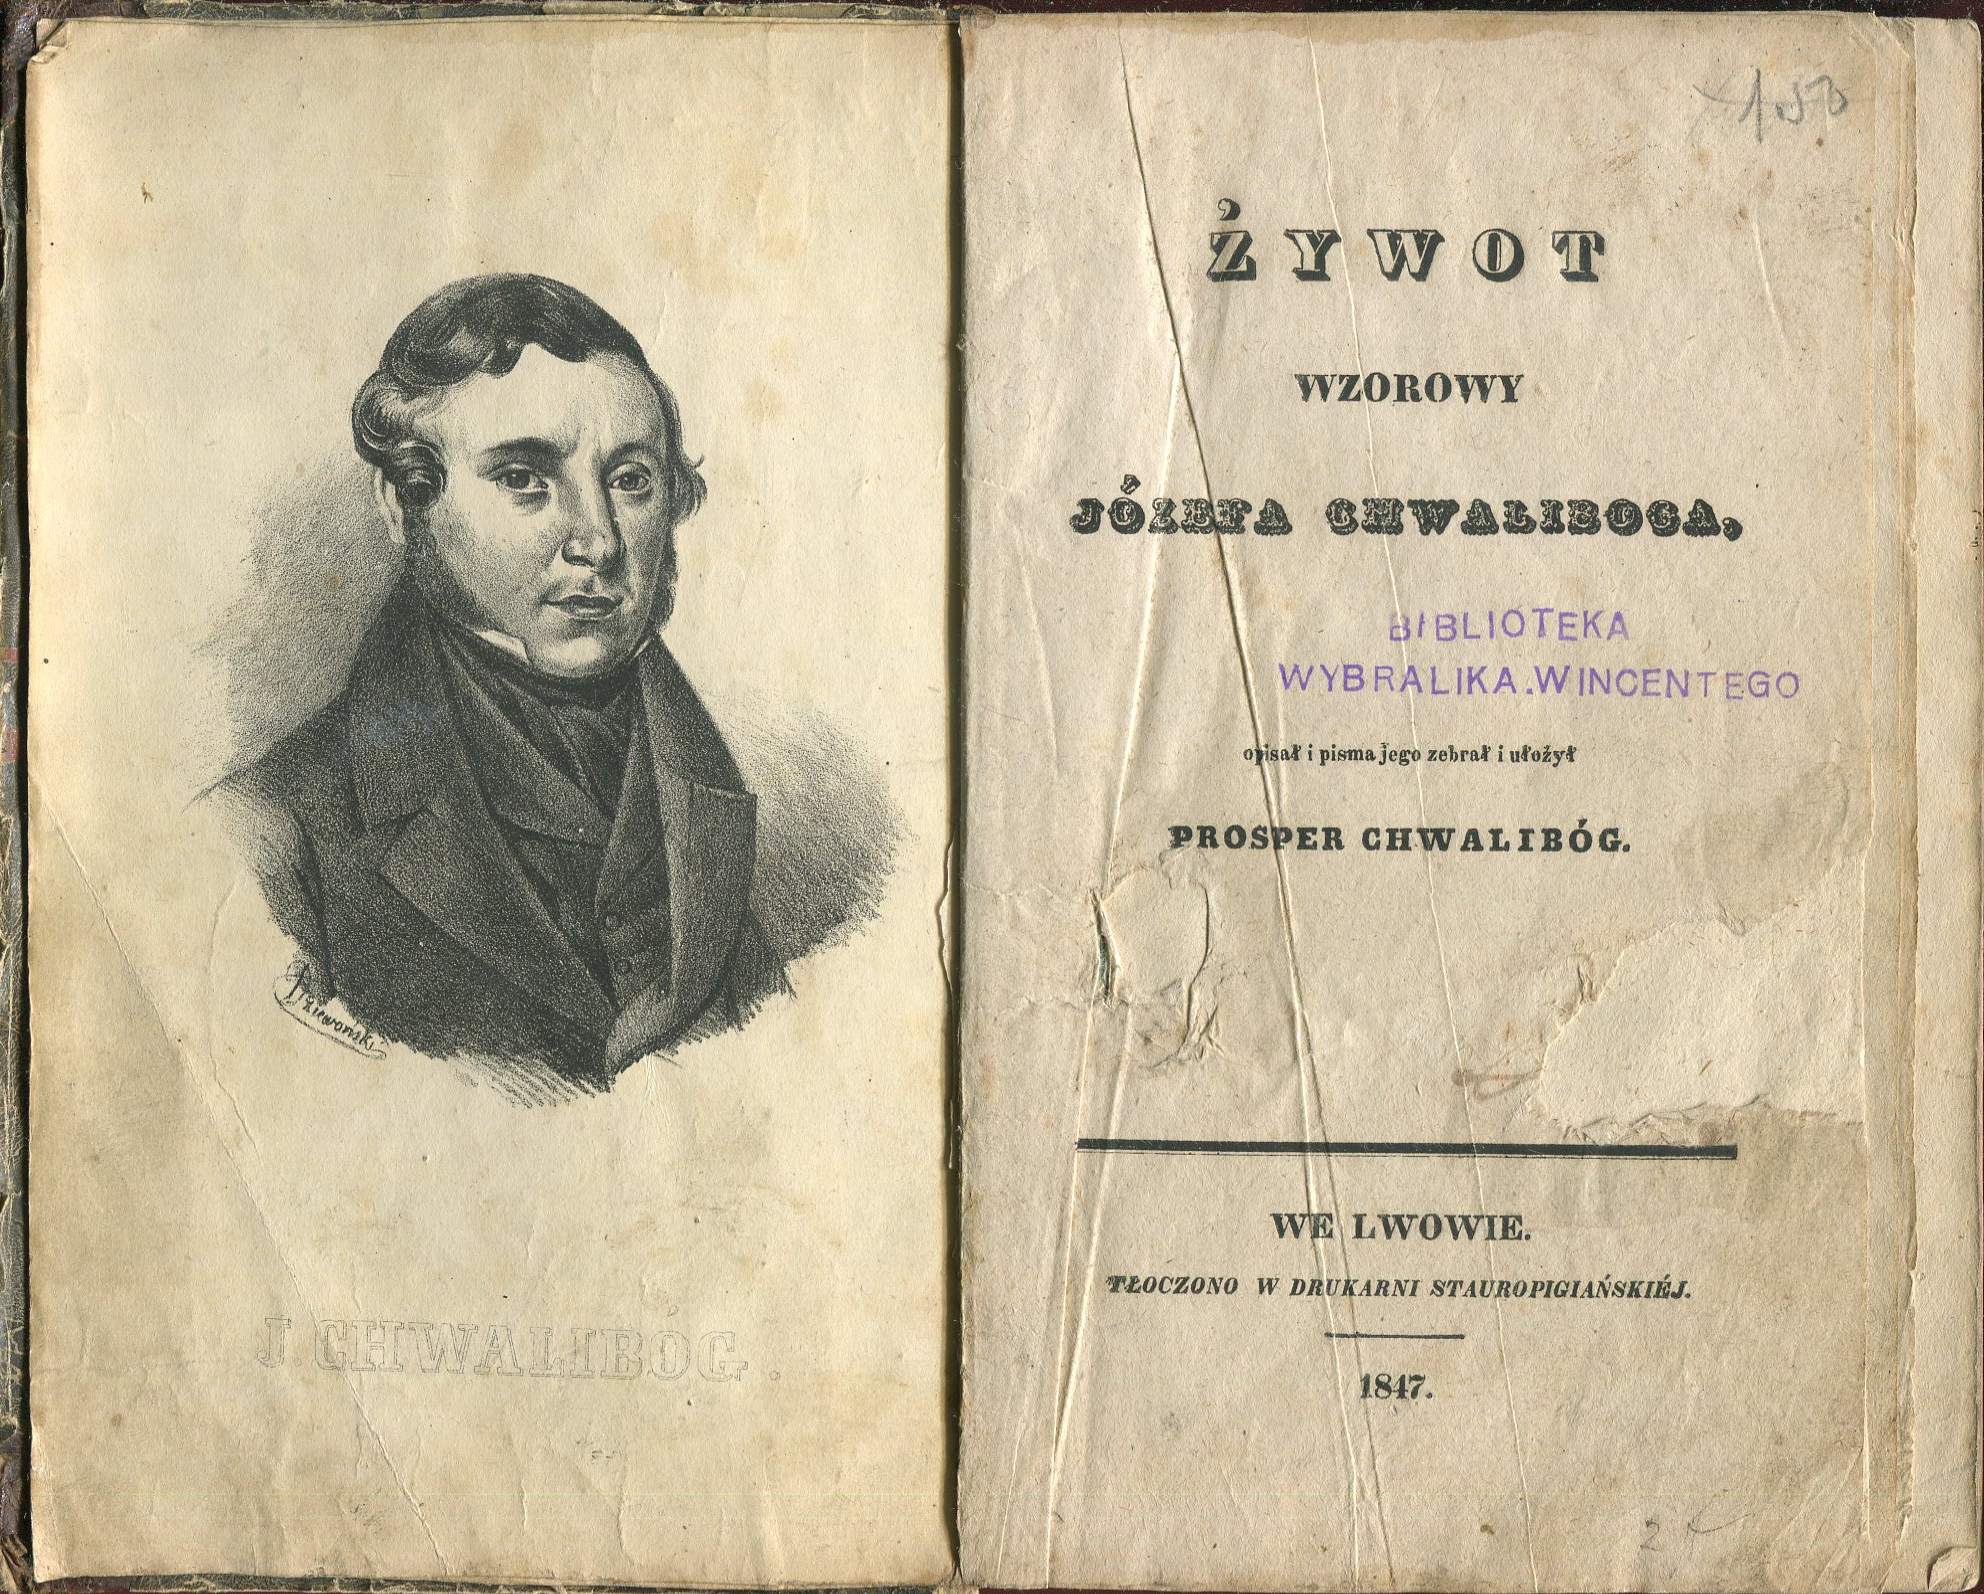 Dziewoński
J. CHWALIBÓG.
ŻYWOT
WZOROWY
JÓZEFA CHWALIBOGA,
BIBLIOTEKA
WYBRALIKA.WINCENTEGO
opisał i pisma jego zebrał i ułożył
PROSPER CHWALIBÓG.
WE LWOWIE.
TŁOCZONO W DRUKARNI STAUROPIGIAŃSKIÉJ.
1847.